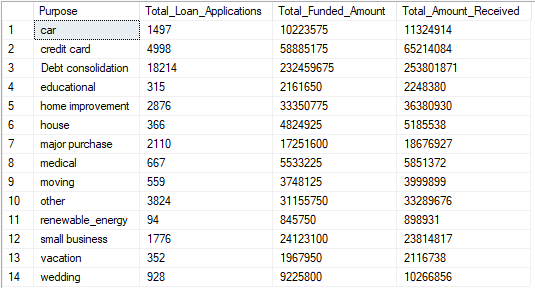 Purpose Total_Loan_Applications Total_Funded_Amount Total_Amount_Received
1 car 1497 10223575 11324914
2 credit card 4998 58885175 65214084
3 Debt consolidation 18214 232459675 253801871
4 educational 315 2161650 2248380
5 home improvement 2876 33350775 36380930
6 house 366 4824925 5185538
7 major purchase 2110 17251600 18676927
8 medical 667 5533225 5851372
9 moving 559 3748125 3999899
10 other 3824 31155750 33289676
11 renewable_energy 94 845750 898931
12 small business 1776 24123100 23814817
13 vacation 352 1967950 2116738
14 wedding 928 9225800 10266856